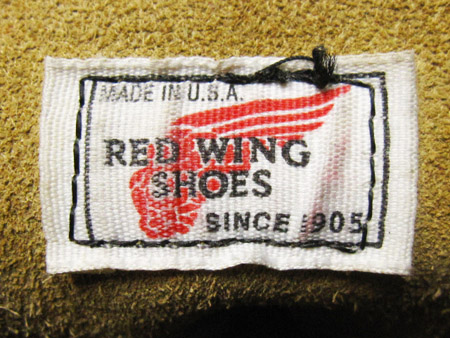 MADE IN U.S.A.
RED WING
SHOES
SINCE 1905